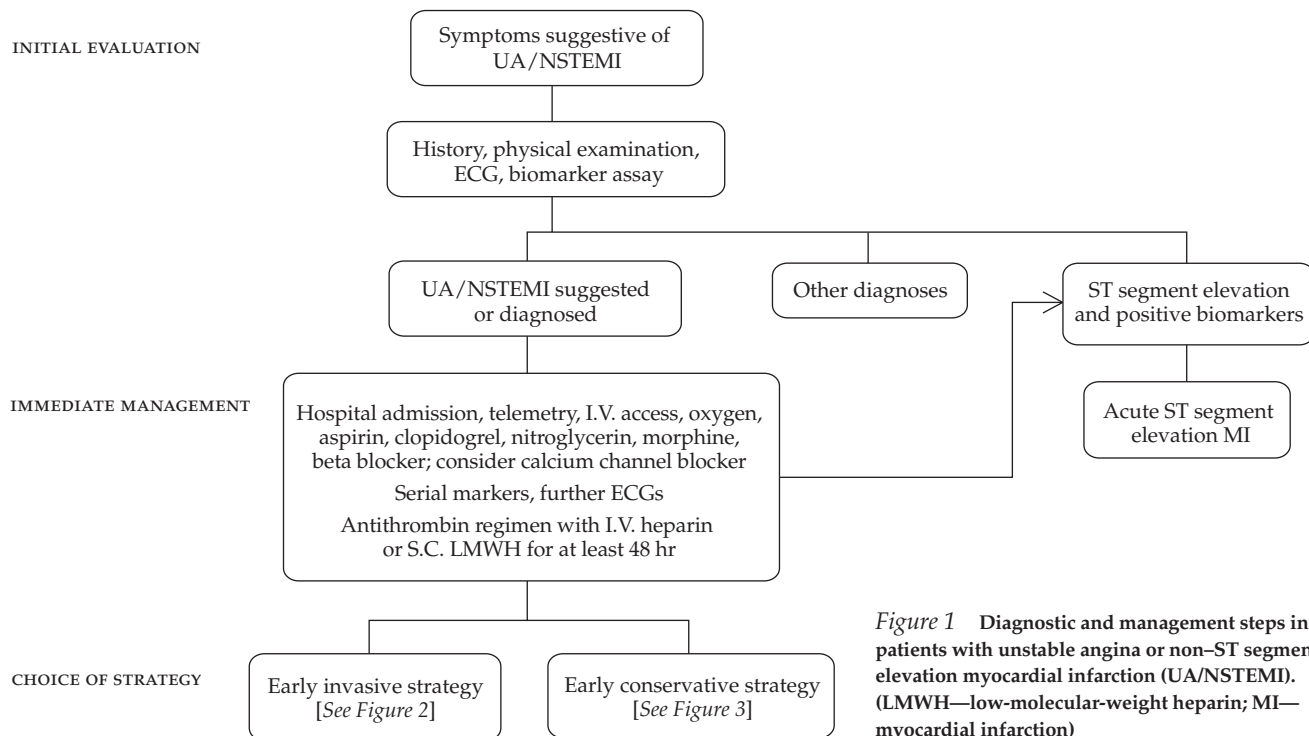 INITIAL EVALUATION
Symptoms suggestive of
UA/NSTEMI
History, physical examination,
ECG, biomarker assay
UA/NSTEMI suggested
or diagnosed
Other diagnoses
ST segment elevation
and positive biomarkers
IMMEDIATE MANAGEMENT
Hospital admission, telemetry, I.V. access, oxygen,
aspirin, clopidogrel, nitroglycerin, morphine,
beta blocker; consider calcium channel blocker
Serial markers, further ECGs
Antithrombin regimen with I.V. heparin
or S.C. LMWH for at least 48 hr
Acute ST segment
elevation MI
CHOICE OF STRATEGY
Early invasive strategy
[See Figure 2]
Early conservative strategy
[See Figure 3]
Figure 1 Diagnostic and management steps in
patients with unstable angina or non–ST segmen
elevation myocardial infarction (UA/NSTEMI).
(LMWH—low-molecular-weight heparin; MI—
myocardial infarction)